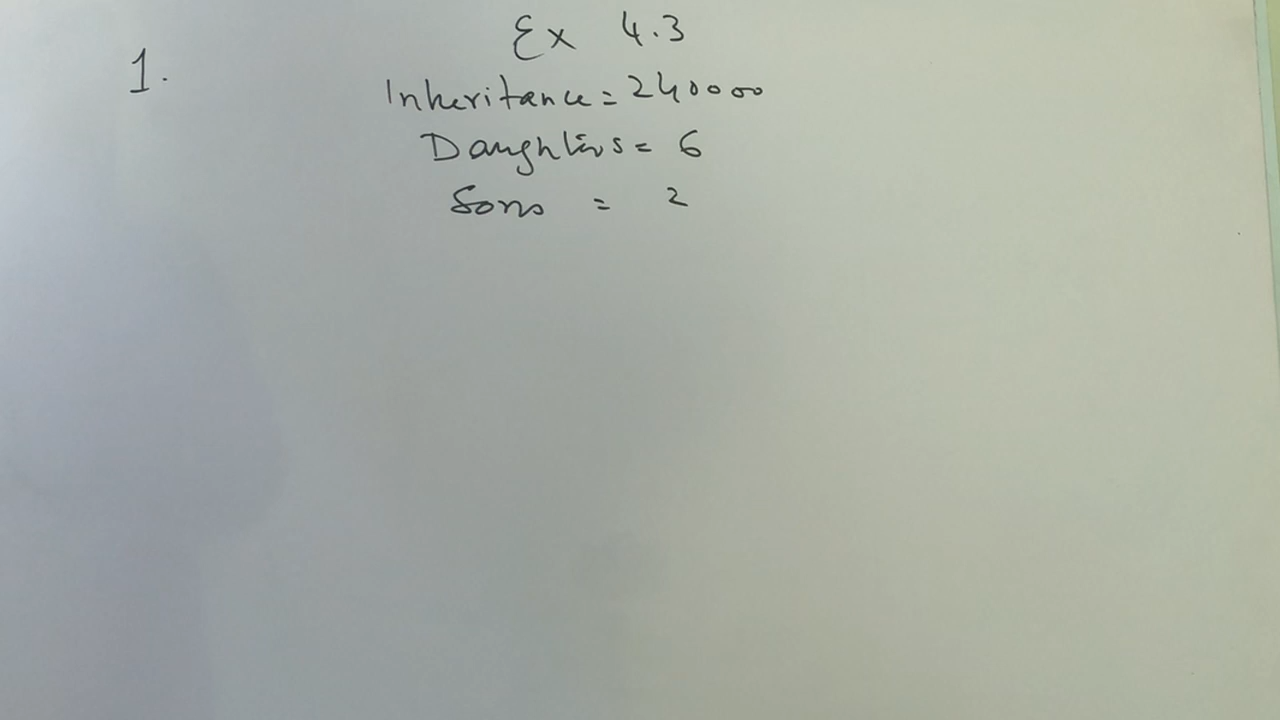 Ex 4.3
1.
Inheritance = 240000
Daughters = 6
Sons = 2